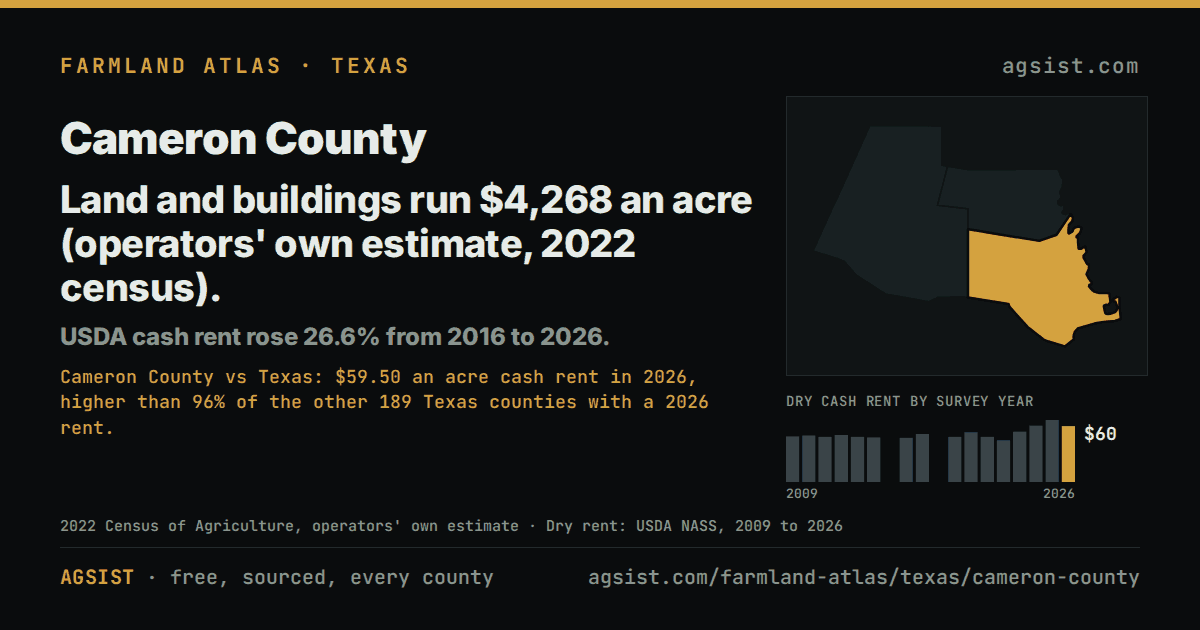 FARMLAND ATLAS · TEXAS
agsist.com
Cameron County
Land and buildings run $4,268 an acre
(operators' own estimate, 2022
census).
USDA cash rent rose 26.6% from 2016 to 2026.
Cameron County vs Texas: $59.50 an acre cash rent in 2026,
higher than 96% of the other 189 Texas counties with a 2026
rent.
DRY CASH RENT BY SURVEY YEAR
$60
2009
2026
2022 Census of Agriculture, operators' own estimate · Dry rent: USDA NASS, 2009 to 2026
AGSIST · free, sourced, every county
agsist.com/farmland-atlas/texas/cameron-county